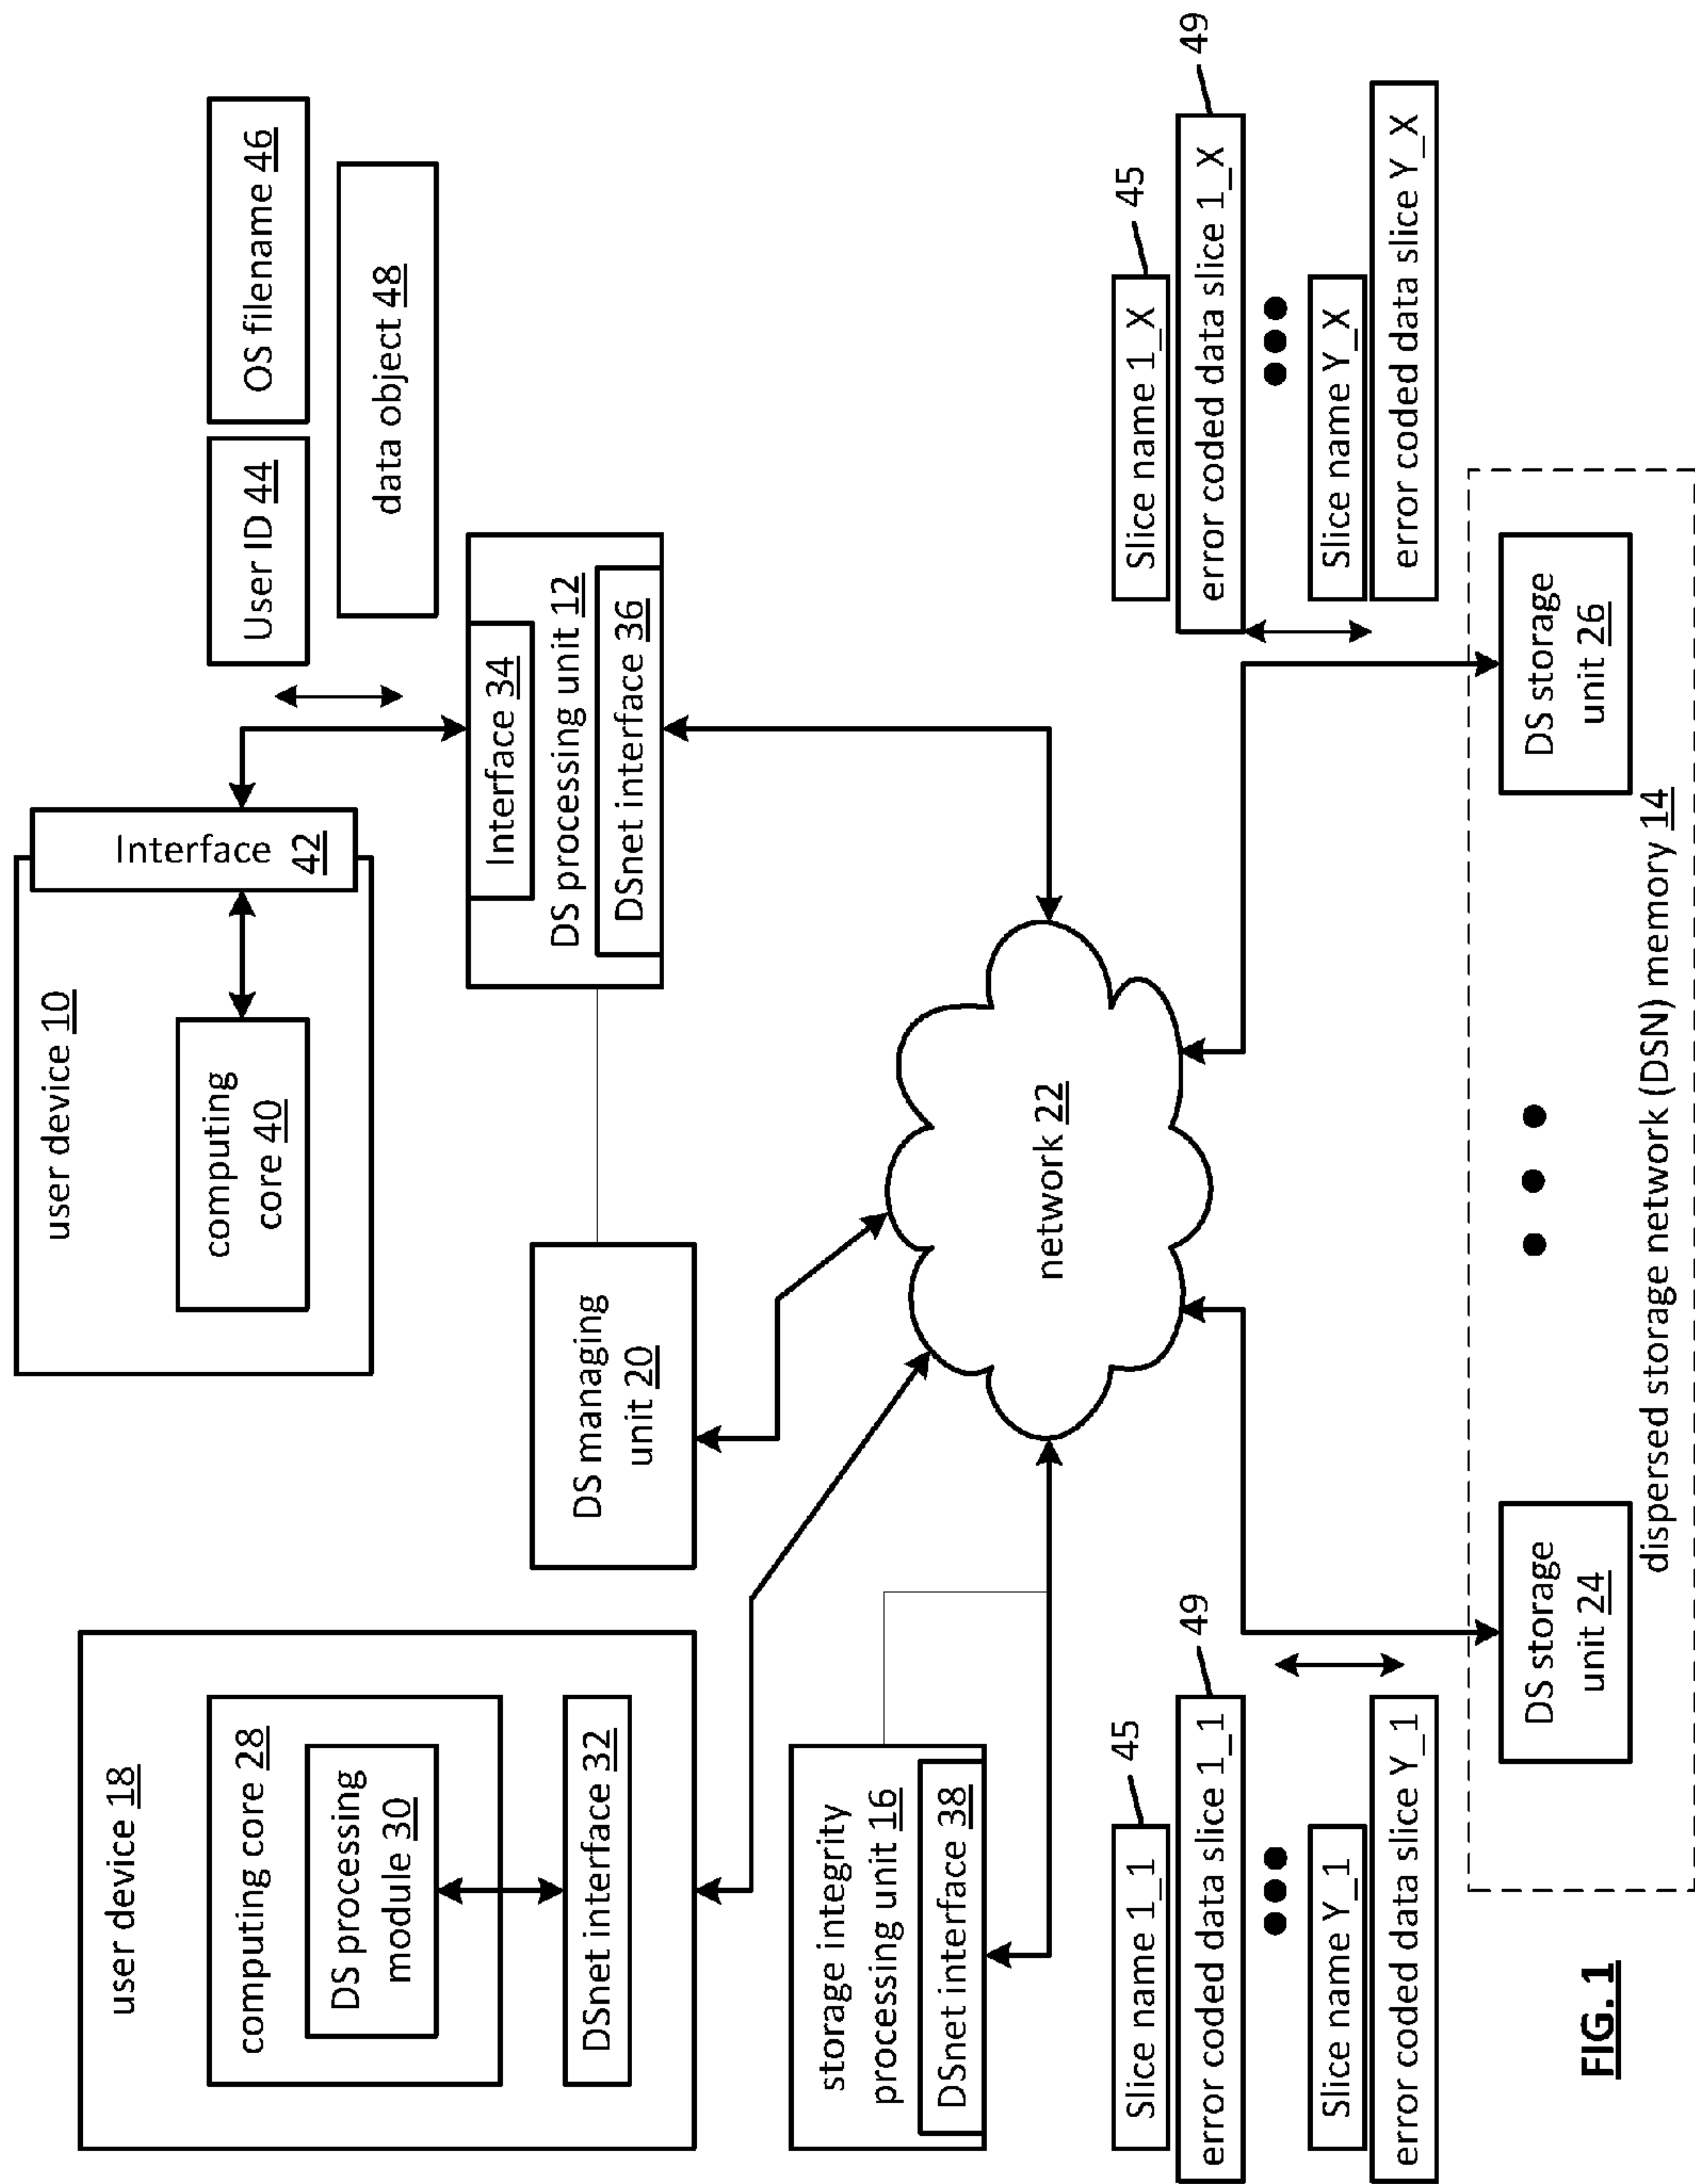 user device 18
computing core 28
DS processing
module 30
DSnet interface 32
user device 10
computing
core 40
Interface
42
User ID 44
OS filename 46
data object 48
DS managing
unit 20
Interface 34
DS processing unit 12
DSnet interface 36
storage integrity
processing unit 16
DSnet interface 38
network 22
45
Slice name 1_1
49
error coded data slice 1_1
Slice name Y_1
error coded data slice Y_1
45
Slice name 1_X
49
error coded data slice 1_X
Slice name Y_X
error coded data slice Y_X
DS storage
unit 24
DS storage
unit 26
dispersed storage network (DSN) memory 14
FIG. 1